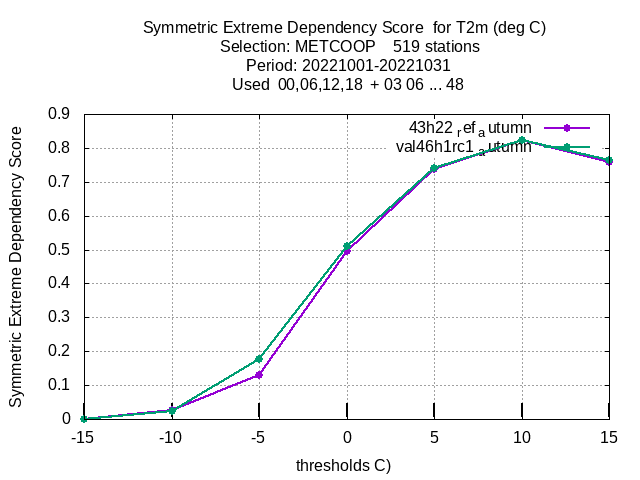 Symmetric Extreme Dependency Score for T2m (deg C)
Selection: METCOOP 519 stations
Period: 20221001-20221031
Used 00,06,12,18 + 03 06 ... 48
43h22 ref autumn
val46h1rc1 autumn
Symmetric Extreme Dependency Score
0.9
0.8
0.7
0.6
0.5
0.4
0.3
0.2
0.1
0
-15 -10 -5 0 5 10 15
thresholds C)